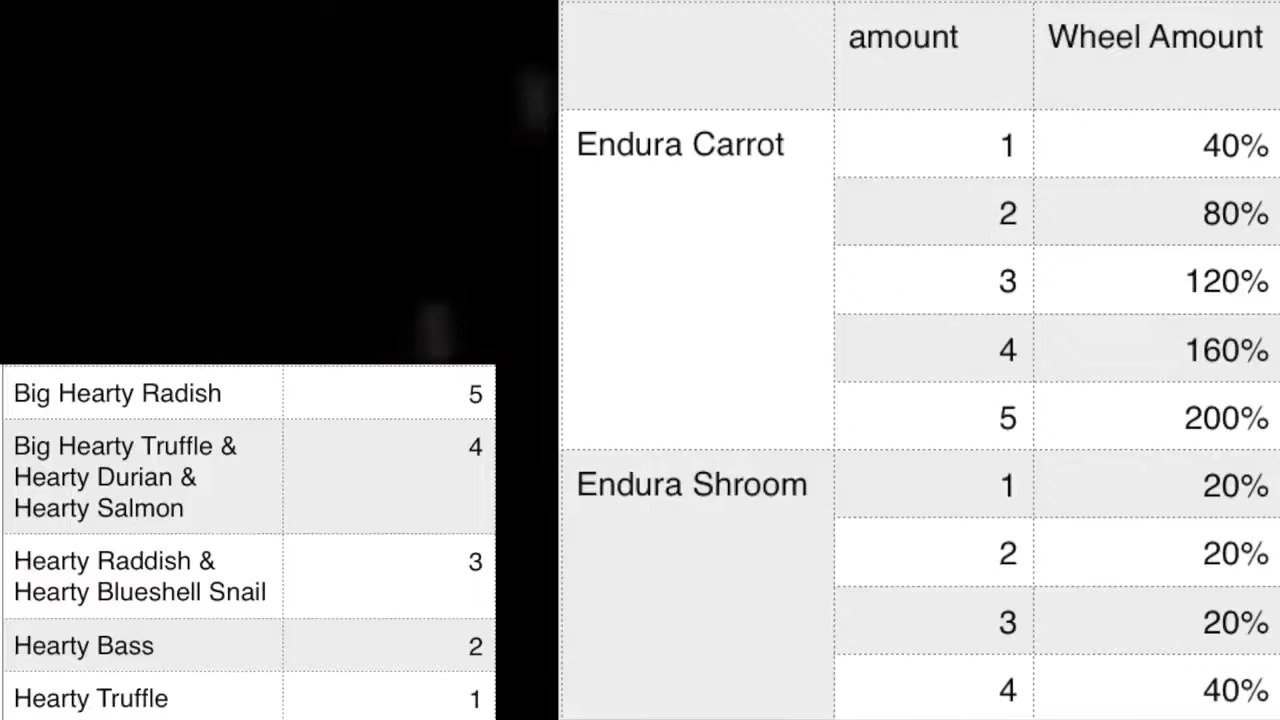 amount Wheel Amount
Endura Carrot 1 40%
2 80%
3 120%
4 160%
5 200%
Endura Shroom 1 20%
2 20%
3 20%
4 40%
Big Hearty Radish 5
Big Hearty Truffle & 4
Hearty Durian &
Hearty Salmon
Hearty Raddish & 3
Hearty Blueshell Snail
Hearty Bass 2
Hearty Truffle 1